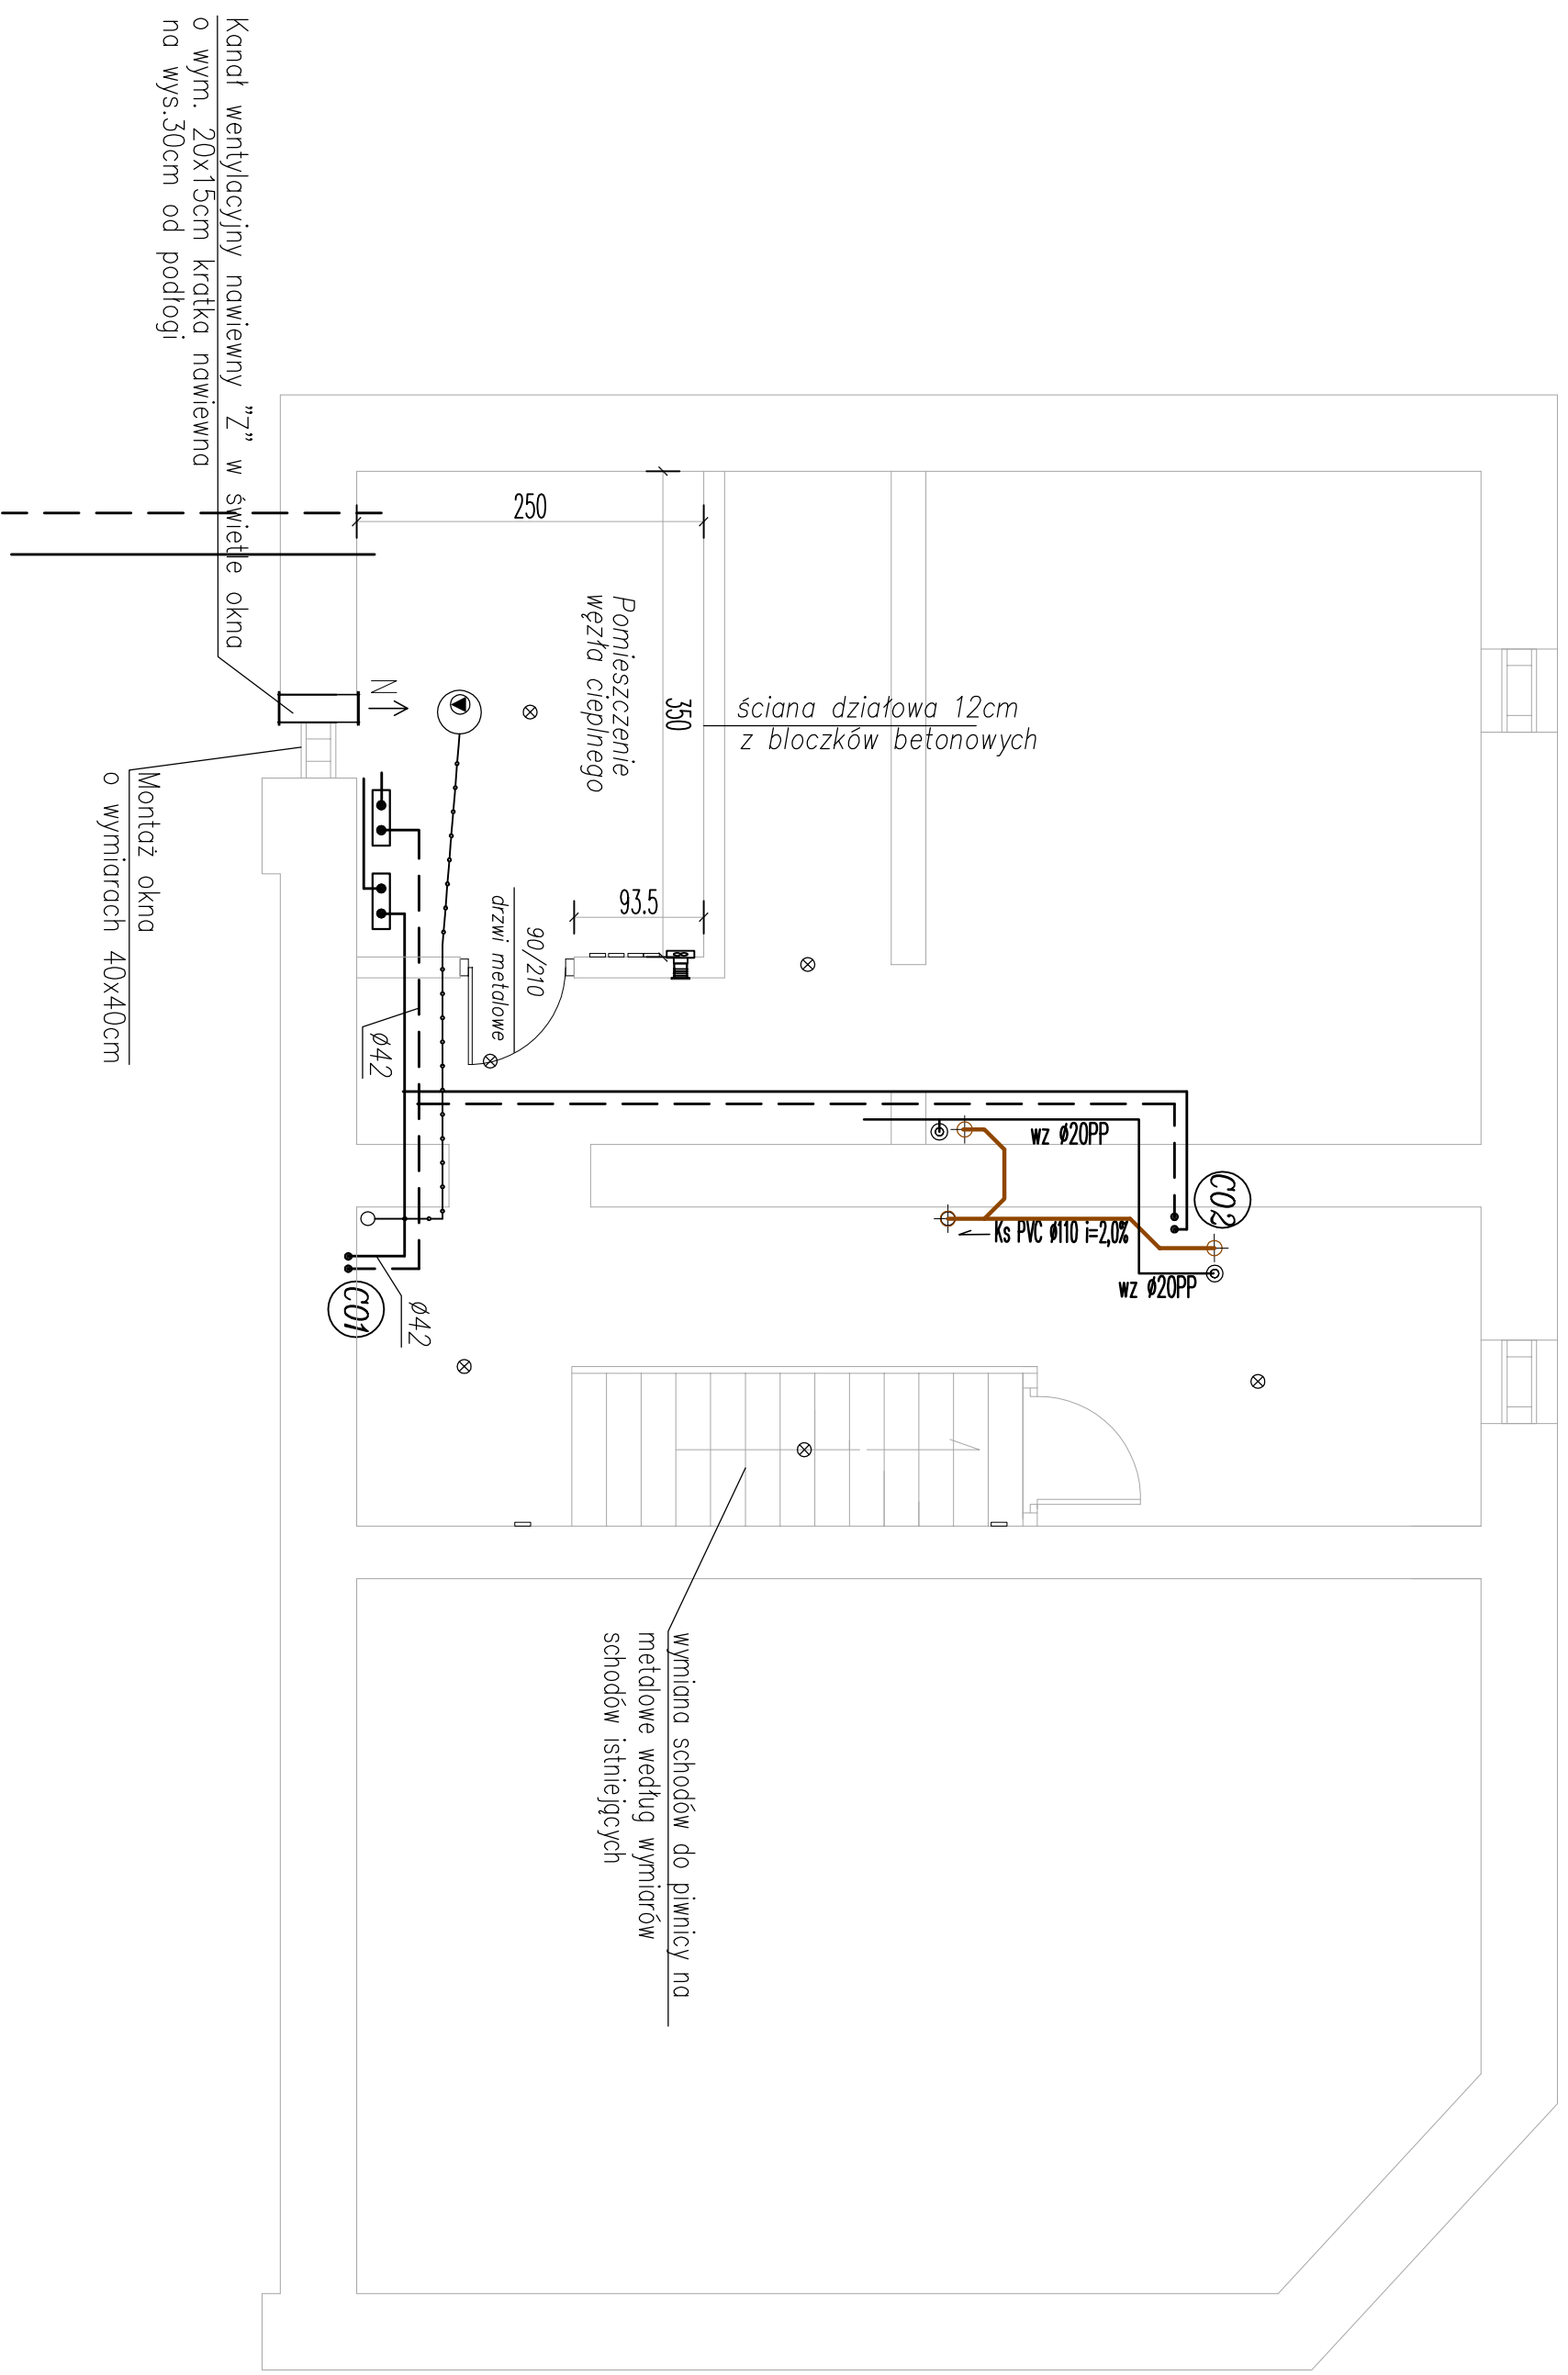 Kanał wentylacyjny nawiewny "Z" w świetle okna
o wym. 20x15cm kratka nawiewna
na wys.30cm od podłogi
250
N
Pomieszczenie
węzła cieplnego
350
ściana działowa 12cm
z bloczków betonowych
Montaż okna
o wymiarach 40x40cm
93.5
90/210
drzwi metalowe
ø42
wz ø20PP
CO2
Ks PVC ø110 i=2,0%
wz ø20PP
CO1
ø42
wymiana schodów do piwnicy na
metalowe według wymiarów
schodów istniejących